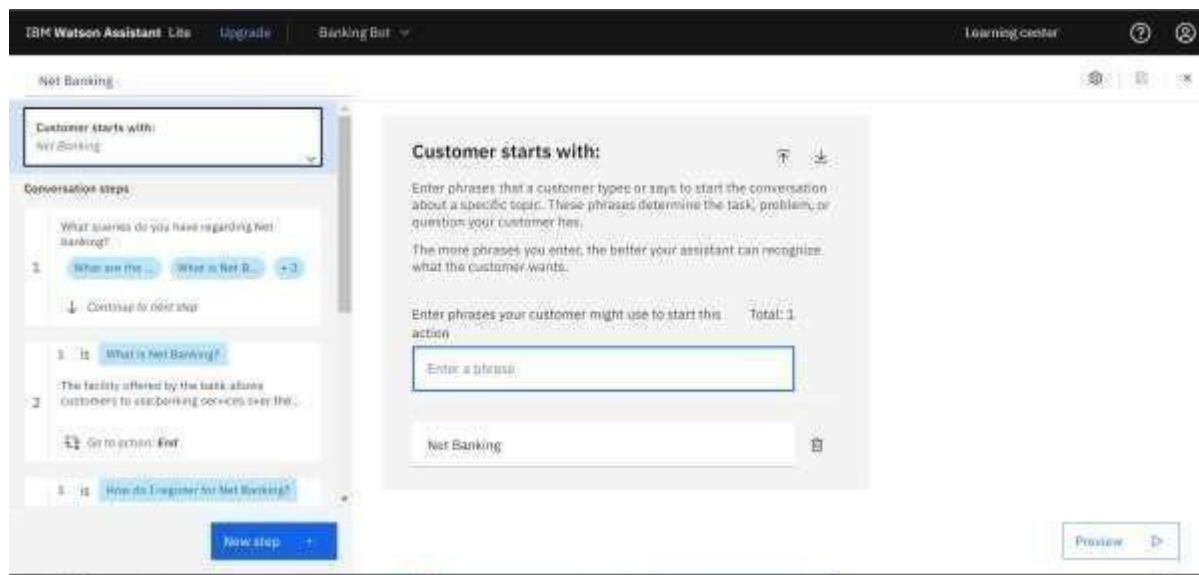 IBM Watson Assistant Lite Upgrade Banking Bot Learning center
Net Banking
Customer starts with:
Net Banking
Conversation steps
What queries do you have regarding Net
banking?
1 What are the ... What is Net B... +3
Continue to next step
1 is What is Net Banking?
The facility offered by the bank allows
2 customers to use banking services over the...
Go to action: End
1 is How do I register for Net Banking?
New step +
Customer starts with:
Enter phrases that a customer types or says to start the conversation
about a specific topic. These phrases determine the task, problem, or
question your customer has.
The more phrases you enter, the better your assistant can recognize
what the customer wants.
Enter phrases your customer might use to start this Total: 1
action
Enter a phrase
Net Banking
Preview